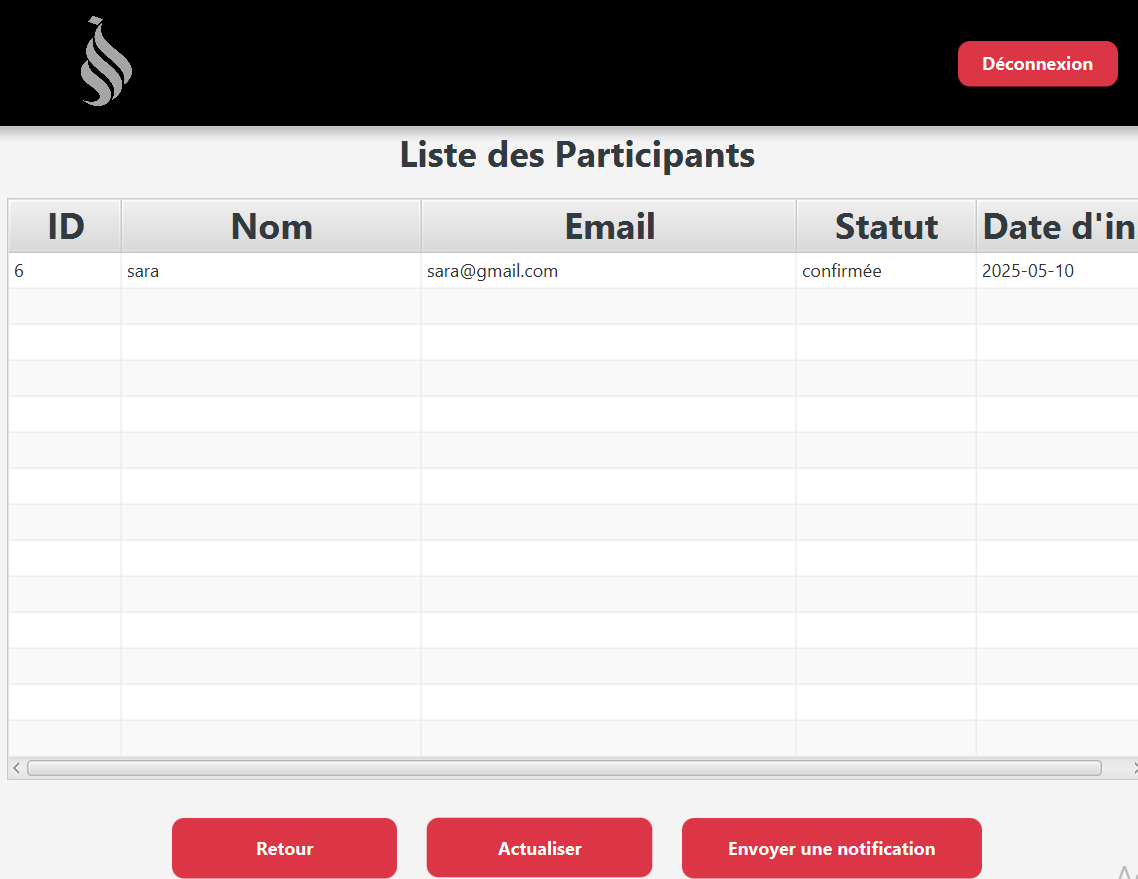 Déconnexion
Liste des Participants
ID Nom Email Statut Date d'in
6 sara sara@gmail.com confirmée 2025-05-10
Retour Actualiser Envoyer une notification